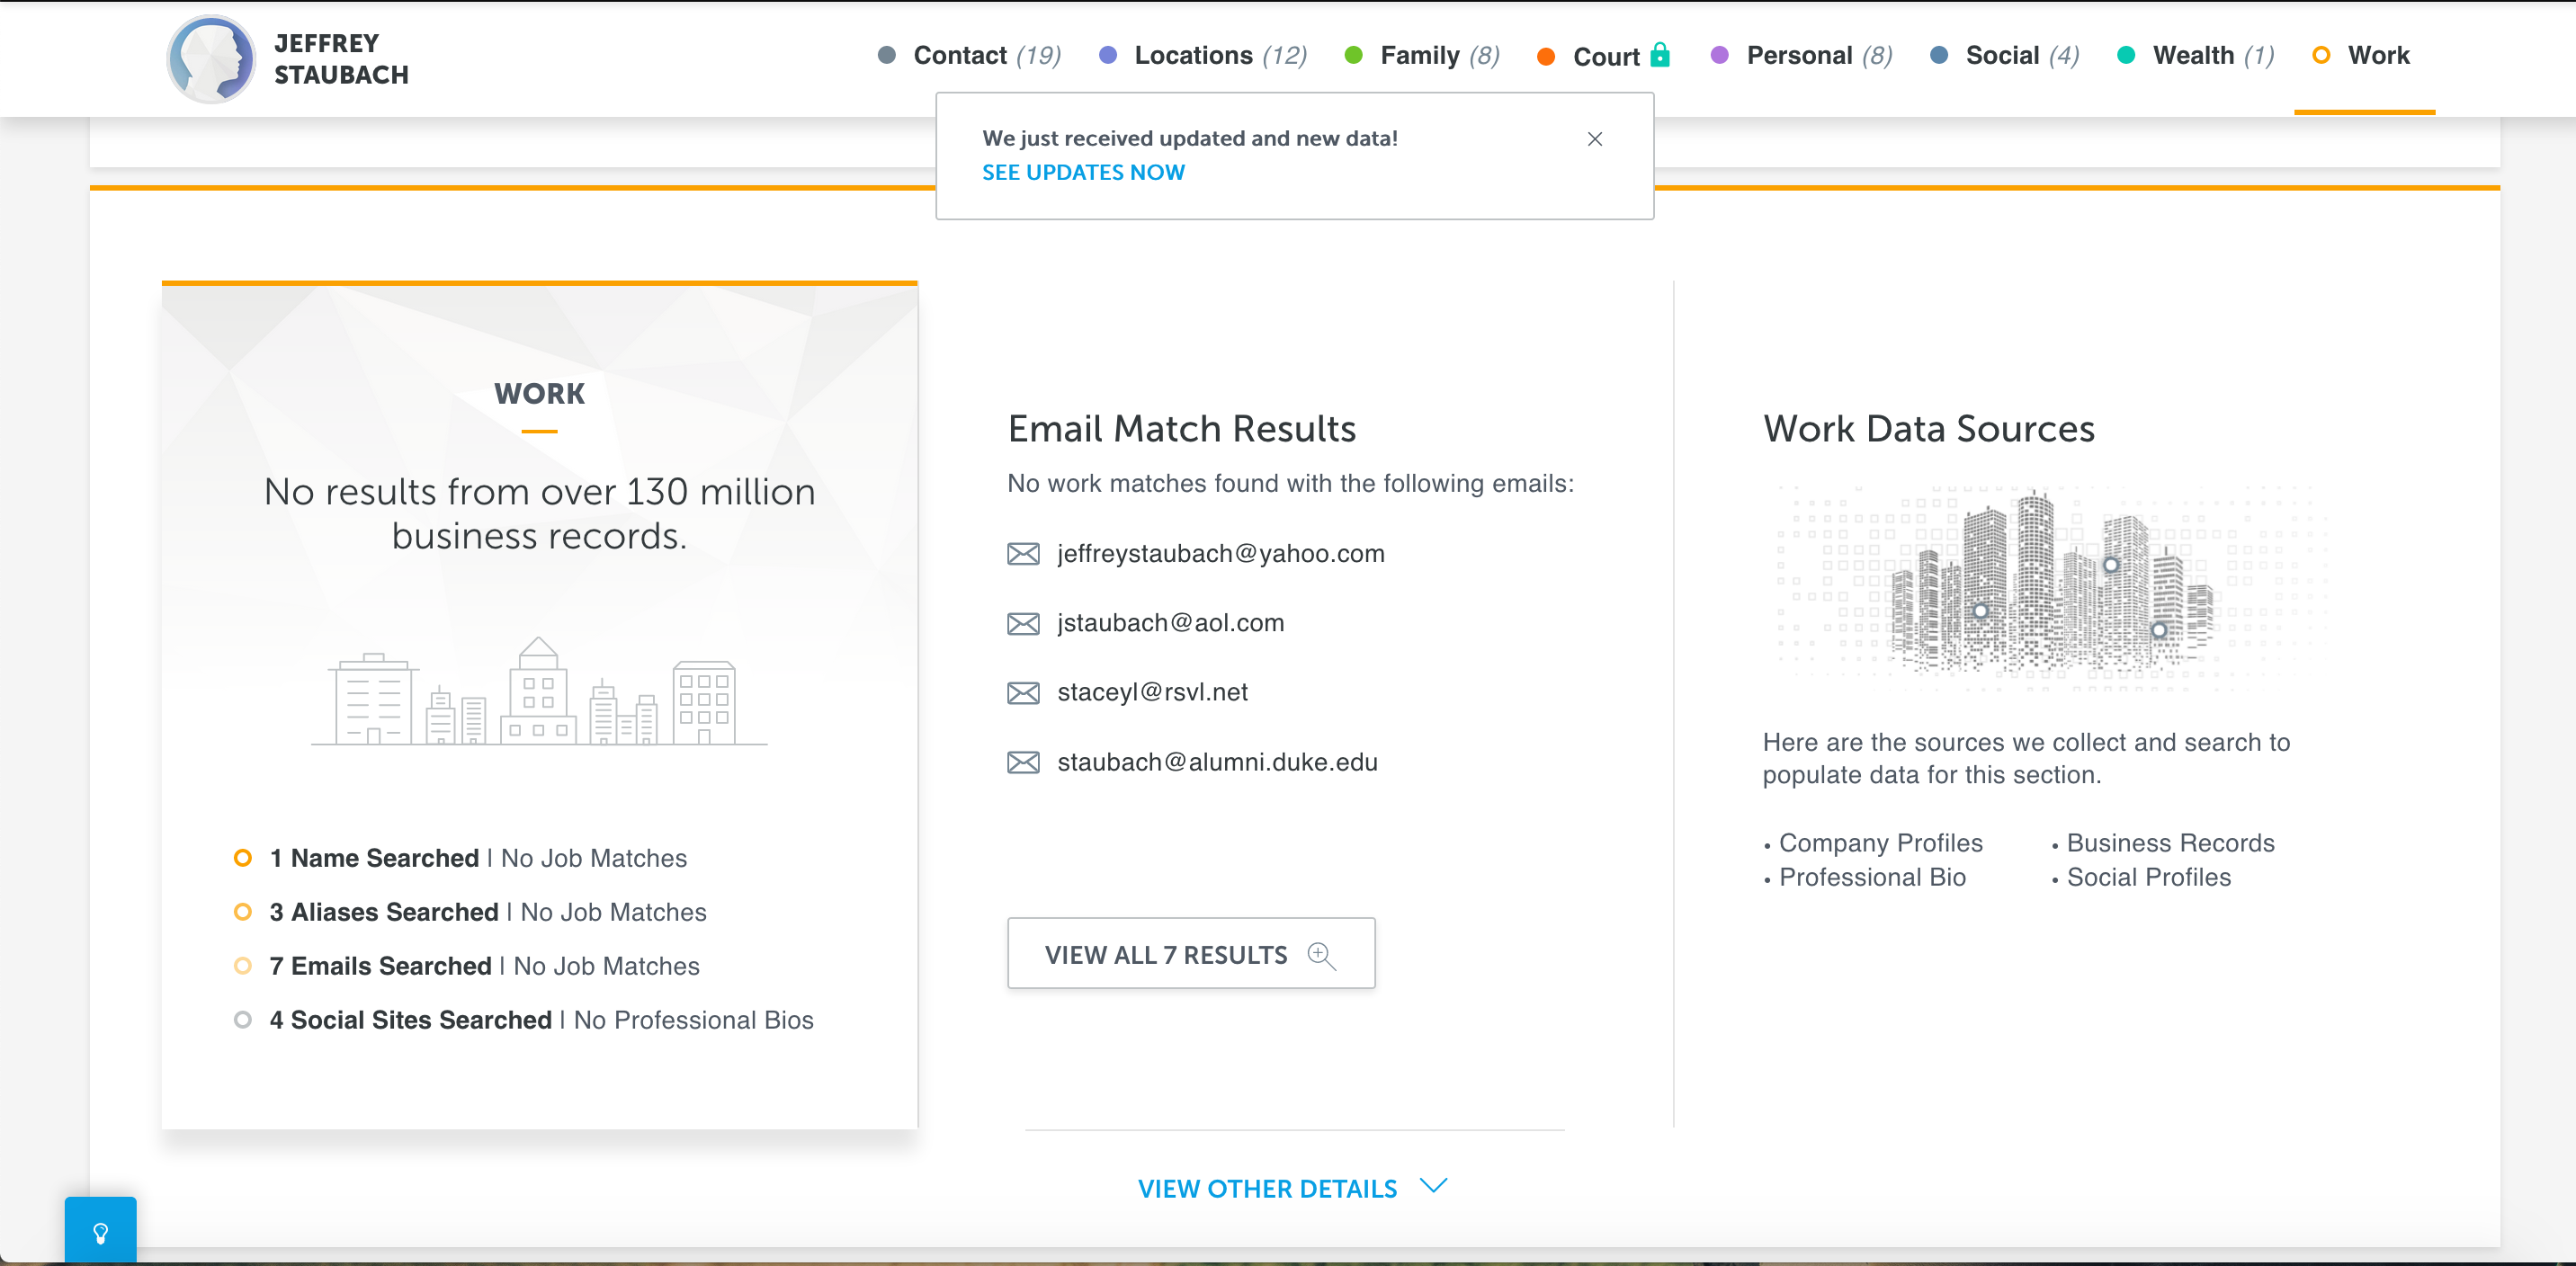 JEFFREY
STAUBACH
Contact (19)
Locations (12)
Family (8)
Court
Personal (8)
Social (4)
Wealth (1)
Work
We just received updated and new data!
SEE UPDATES NOW
WORK
No results from over 130 million
business records.
1 Name Searched | No Job Matches
3 Aliases Searched | No Job Matches
7 Emails Searched | No Job Matches
4 Social Sites Searched | No Professional Bios
Email Match Results
No work matches found with the following emails:
jeffreystaubach@yahoo.com
jstaubach@aol.com
staceyl@rsvl.net
staubach@alumni.duke.edu
VIEW ALL 7 RESULTS
Work Data Sources
Here are the sources we collect and search to
populate data for this section.
• Company Profiles
• Professional Bio
• Business Records
• Social Profiles
VIEW OTHER DETAILS